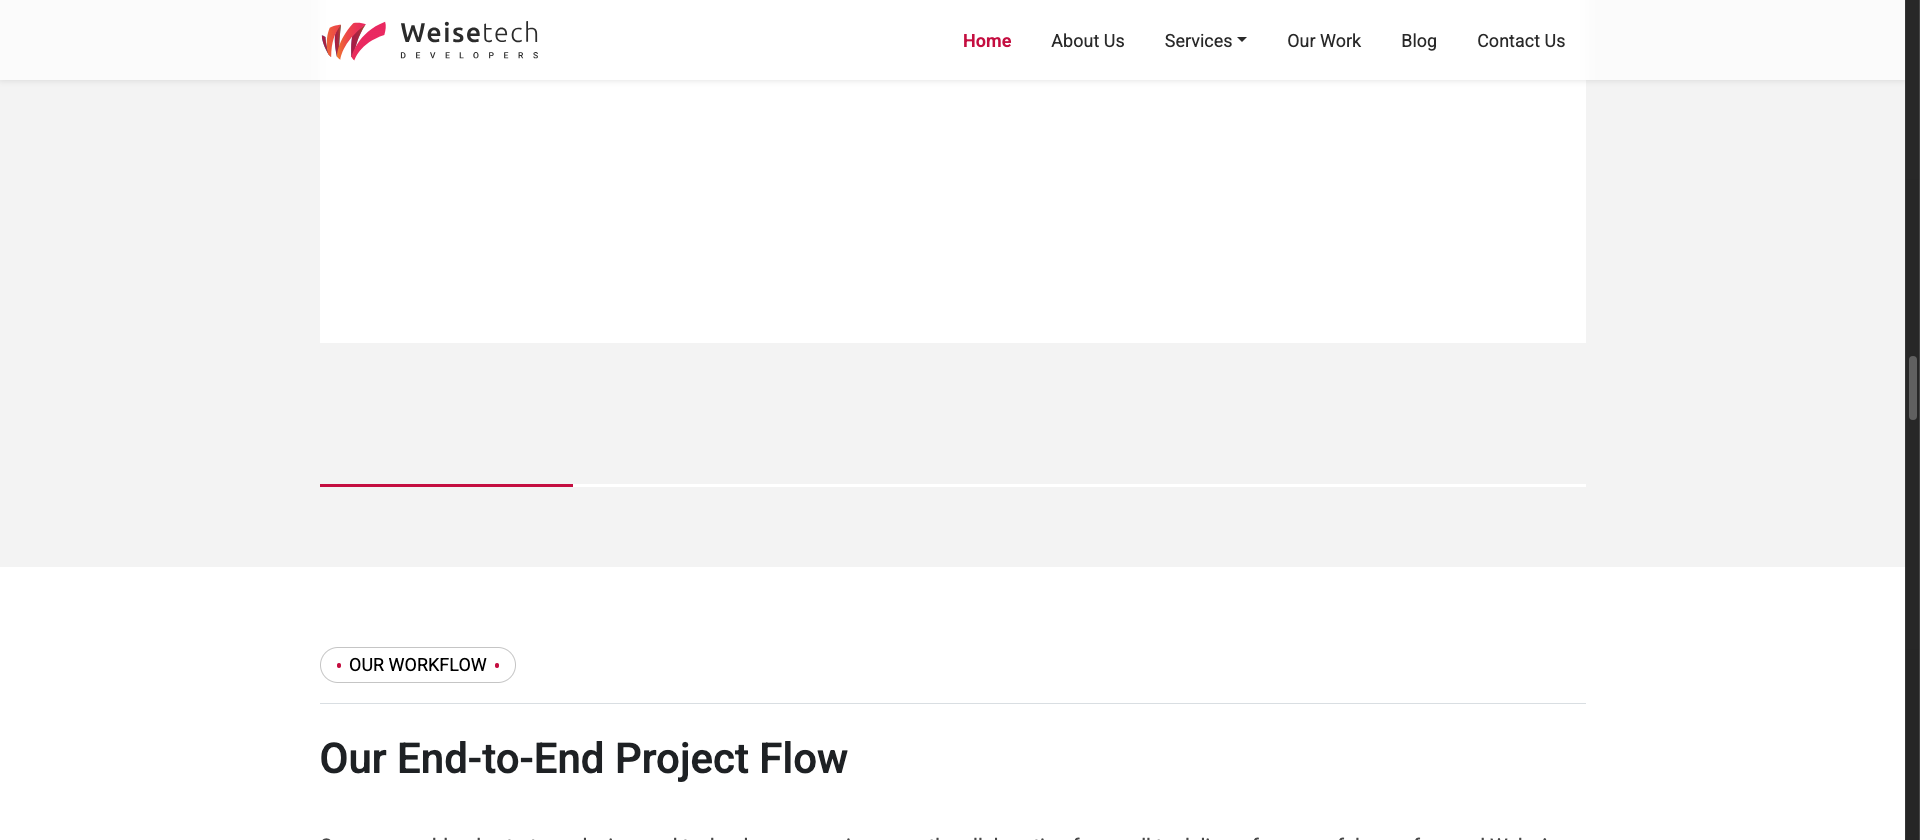 Weisetech
DEVELOPERS
Home
About Us
Services
Our Work
Blog
Contact Us
• OUR WORKFLOW •
Our End-to-End Project Flow